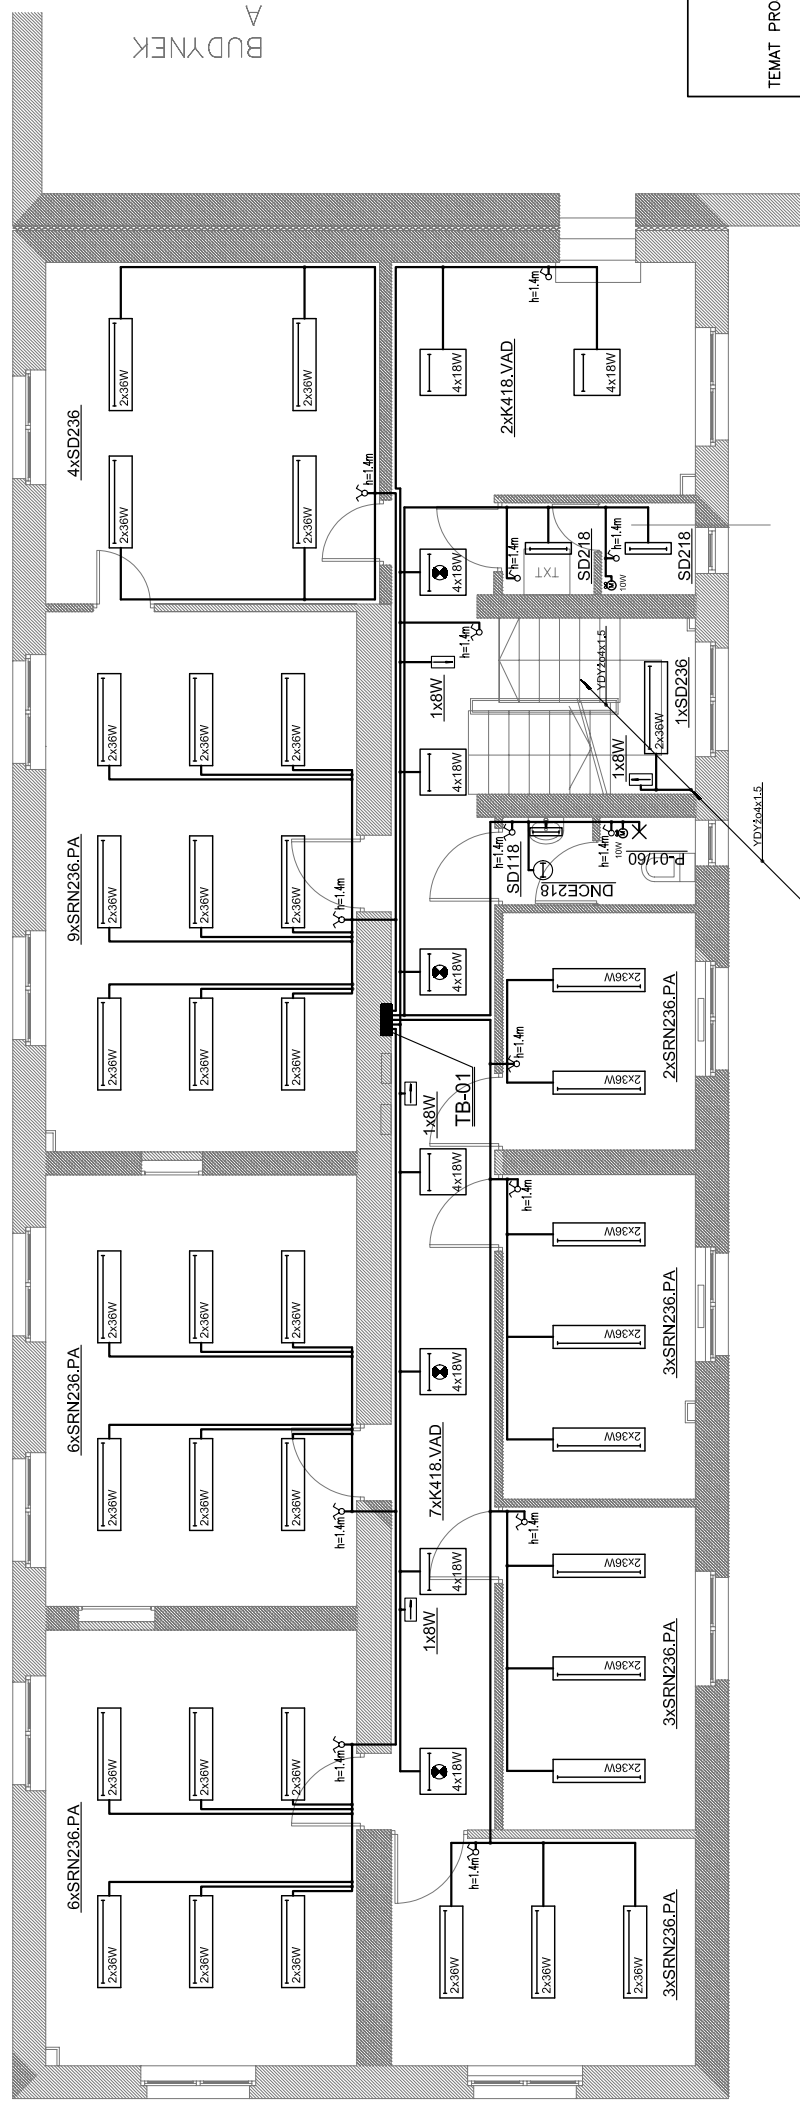 BUDYNEK
A
TEMAT PRO
4xSD236
2x36W
2x36W
2x36W
2x36W
h=1.4m
h=1.4m
4x18W
4x18W
2xK418.VAD
9xSRN236.PA
2x36W
2x36W
2x36W
2x36W
2x36W
2x36W
2x36W
2x36W
2x36W
h=1.4m
4x18W
h=1.4m
TXT
SD218
h=1.4m
10W
SD218
h=1.4m
1x8W
4x18W
YDYżo4x1.5
1xSD236
2x36W
1x8W
YDYżo4x1.5
h=1.4m
SD118
DNCE218
h=1.4m
10W
P-01/60
4x18W
TB-01
1x8W
4x18W
2x36W
2x36W
2xSRN236.PA
h=1.4m
6xSRN236.PA
2x36W
2x36W
2x36W
2x36W
2x36W
2x36W
h=1.4m
4x18W
7xK418.VAD
h=1.4m
2x36W
2x36W
2x36W
3xSRN236.PA
4x18W
1x8W
h=1.4m
2x36W
2x36W
2x36W
3xSRN236.PA
6xSRN236.PA
2x36W
2x36W
2x36W
2x36W
2x36W
2x36W
h=1.4m
4x18W
h=1.4m
2x36W
2x36W
2x36W
3xSRN236.PA